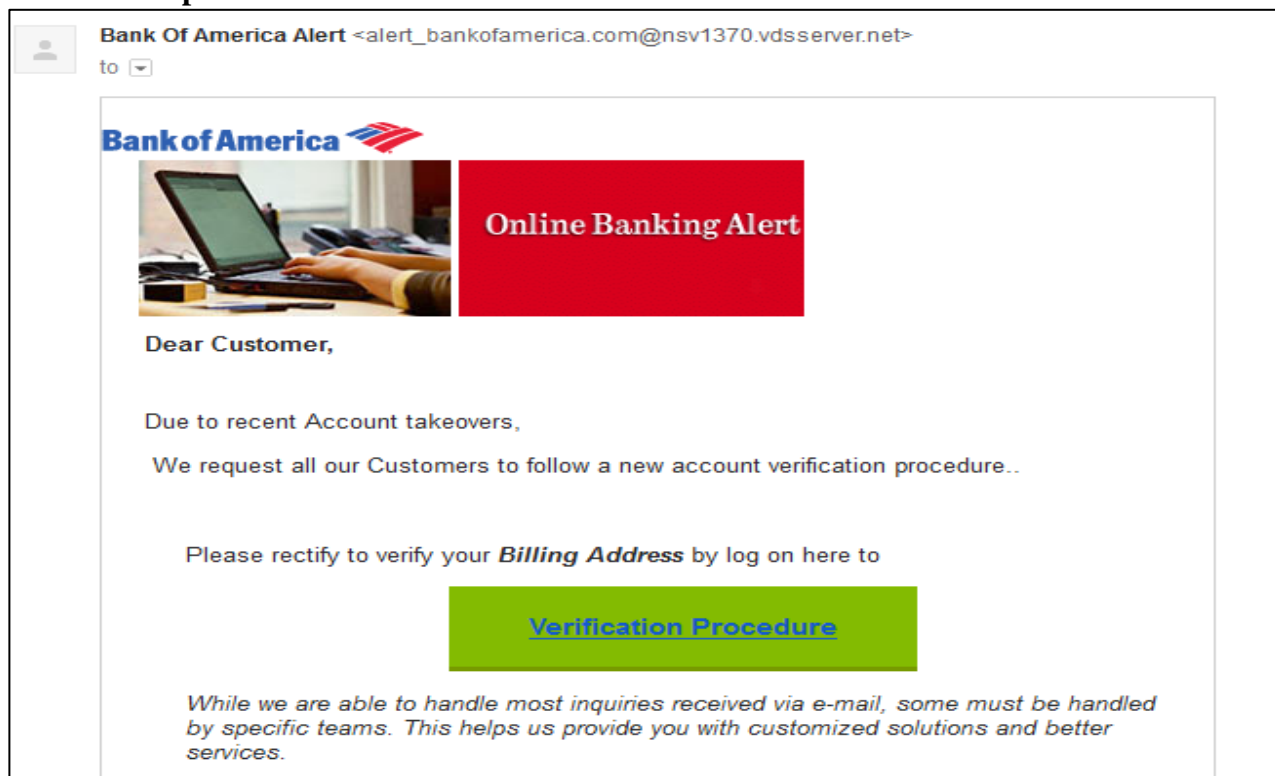 Bank Of America Alert <alert_bankofamerica.com@nsv1370.vdsserver.net>
to
Bank of America
Online Banking Alert
Dear Customer,
Due to recent Account takeovers,
We request all our Customers to follow a new account verification procedure..
Please rectify to verify your Billing Address by log on here to
Verification Procedure
While we are able to handle most inquiries received via e-mail, some must be handled
by specific teams. This helps us provide you with customized solutions and better
services.